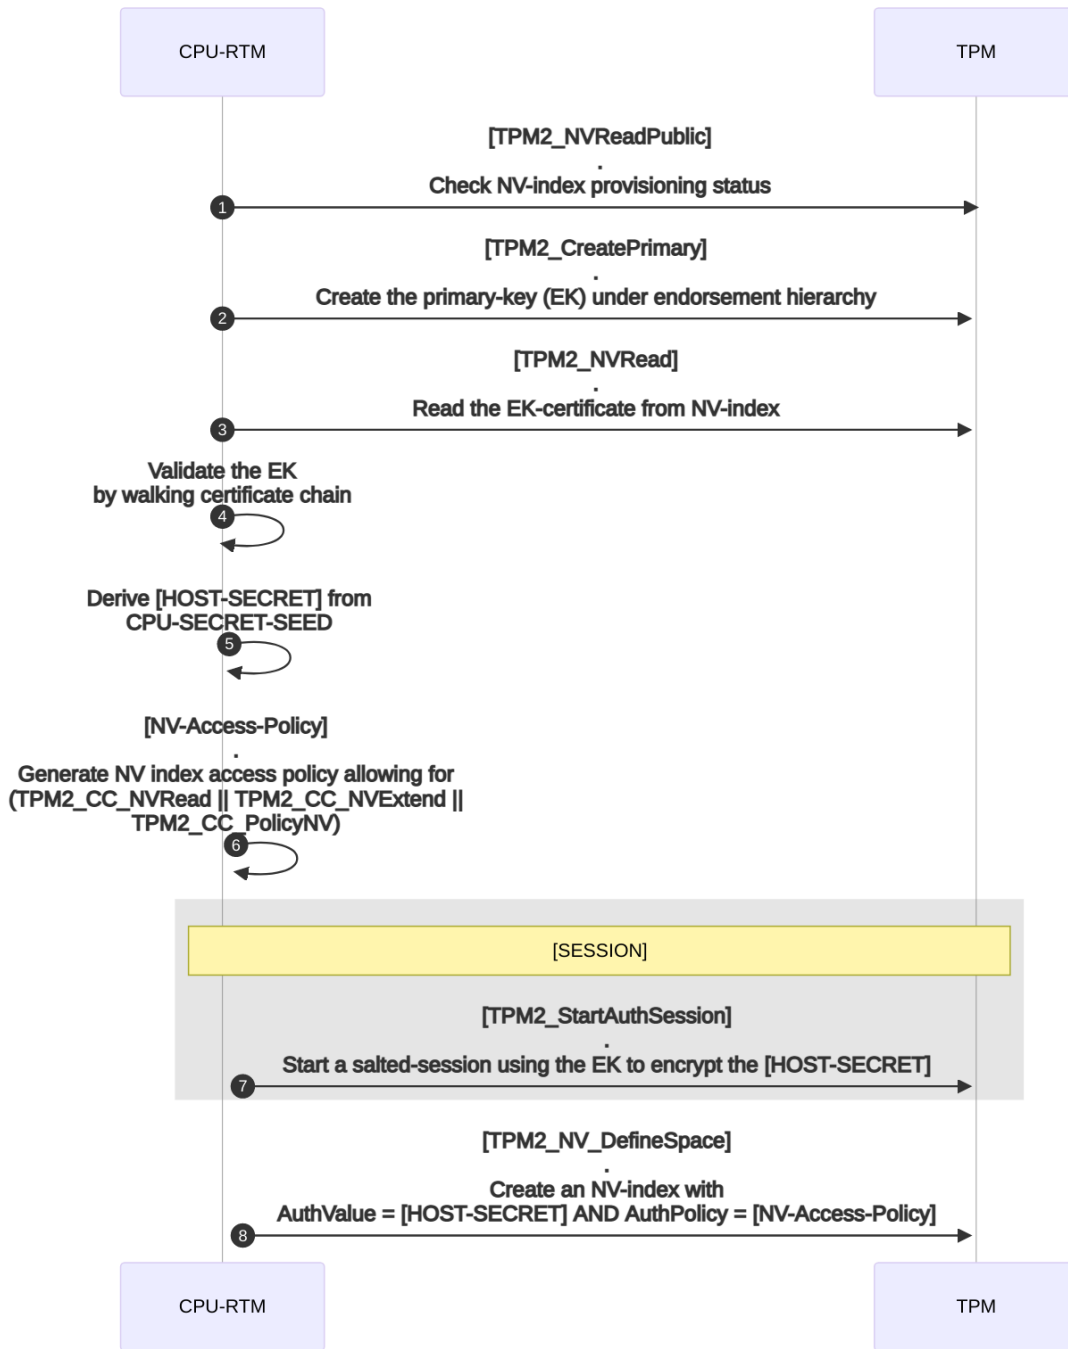 CPU-RTM
TPM
[TPM2_NVReadPublic]
.
Check NV-index provisioning status
1
[TPM2_CreatePrimary]
.
Create the primary-key (EK) under endorsement hierarchy
2
[TPM2_NVRead]
.
Read the EK-certificate from NV-index
3
Validate the EK
by walking certificate chain
4
Derive [HOST-SECRET] from
CPU-SECRET-SEED
5
[NV-Access-Policy]
.
Generate NV index access policy allowing for
(TPM2_CC_NVRead || TPM2_CC_NVExtend ||
TPM2_CC_PolicyNV)
6
[SESSION]
[TPM2_StartAuthSession]
.
Start a salted-session using the EK to encrypt the [HOST-SECRET]
7
[TPM2_NV_DefineSpace]
.
Create an NV-index with
AuthValue = [HOST-SECRET] AND AuthPolicy = [NV-Access-Policy]
8
CPU-RTM
TPM